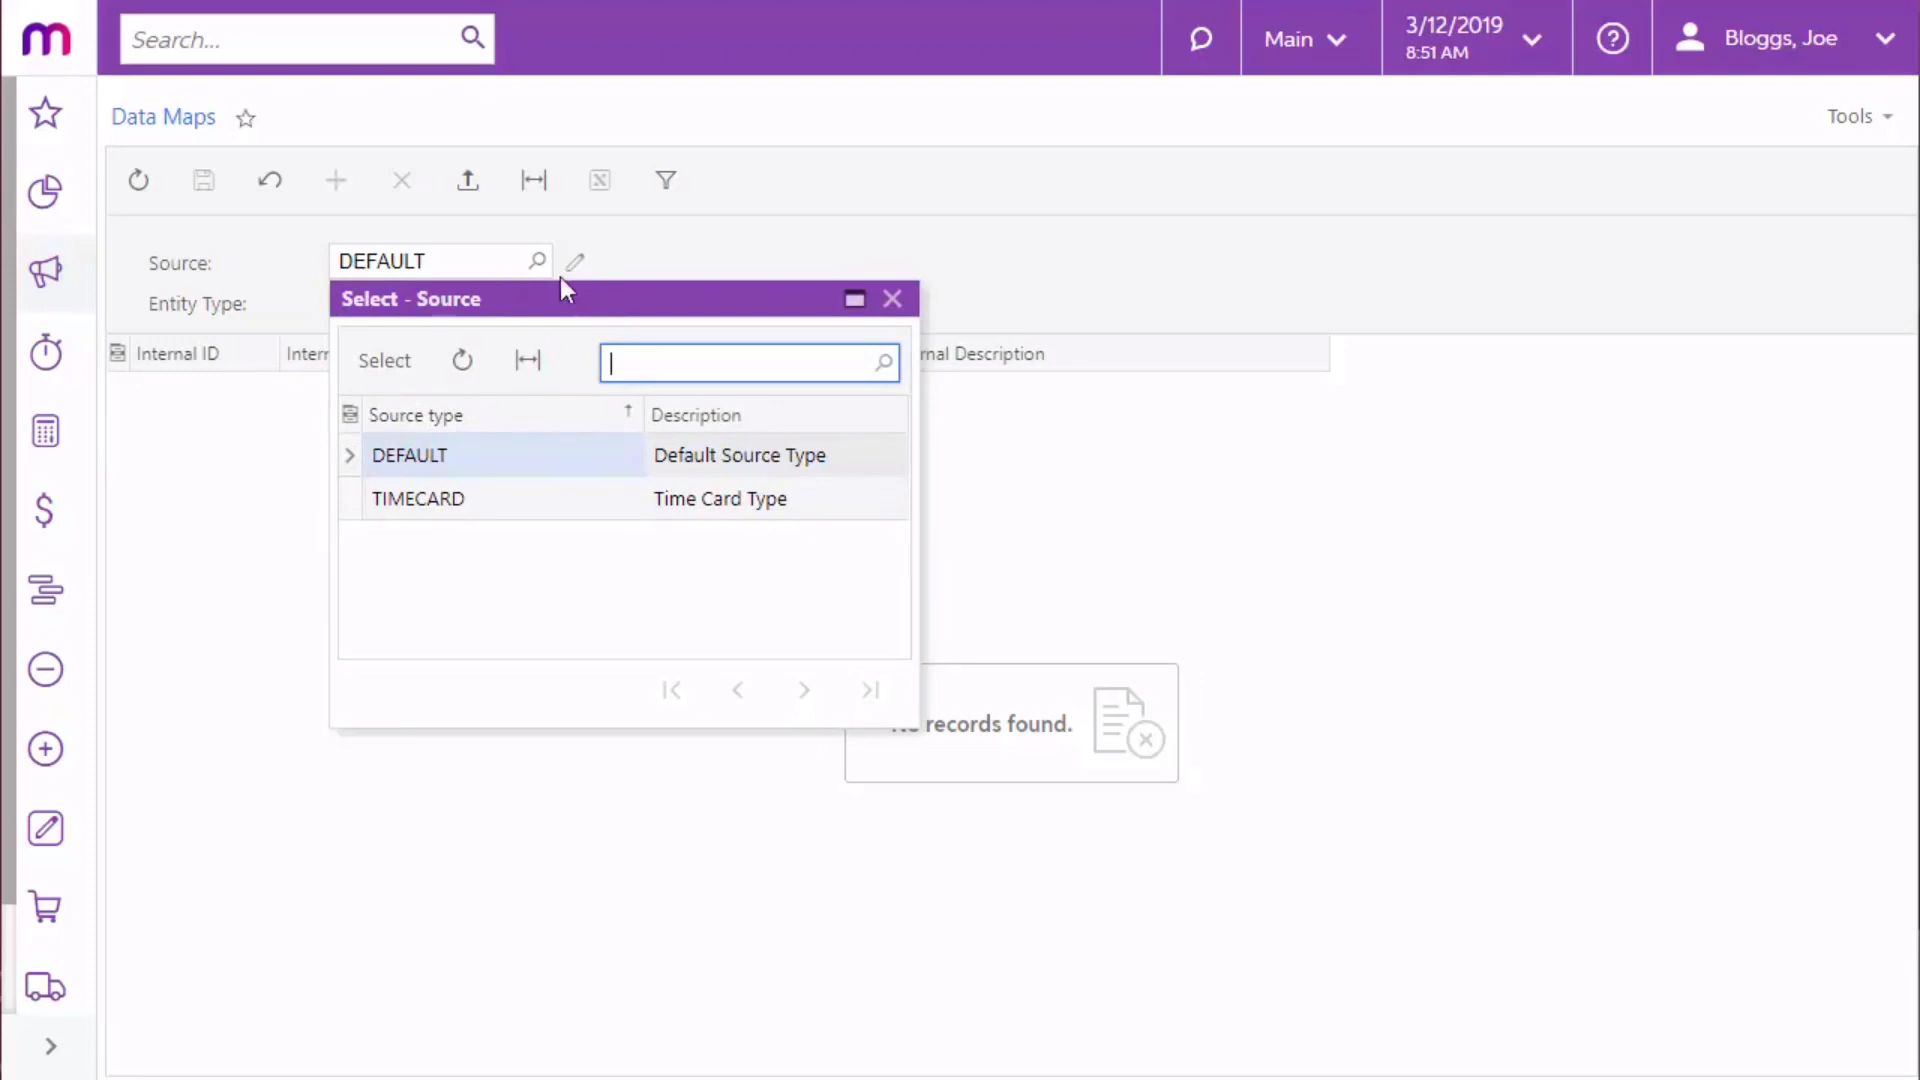 m
Search...
Main
3/12/2019
8:51 AM
Bloggs, Joe
Data Maps
Tools
Source:
DEFAULT
Entity Type:
Select - Source
Internal ID
Intern
nal Description
Select
Source type
Description
DEFAULT
Default Source Type
TIMECARD
Time Card Type
records found.